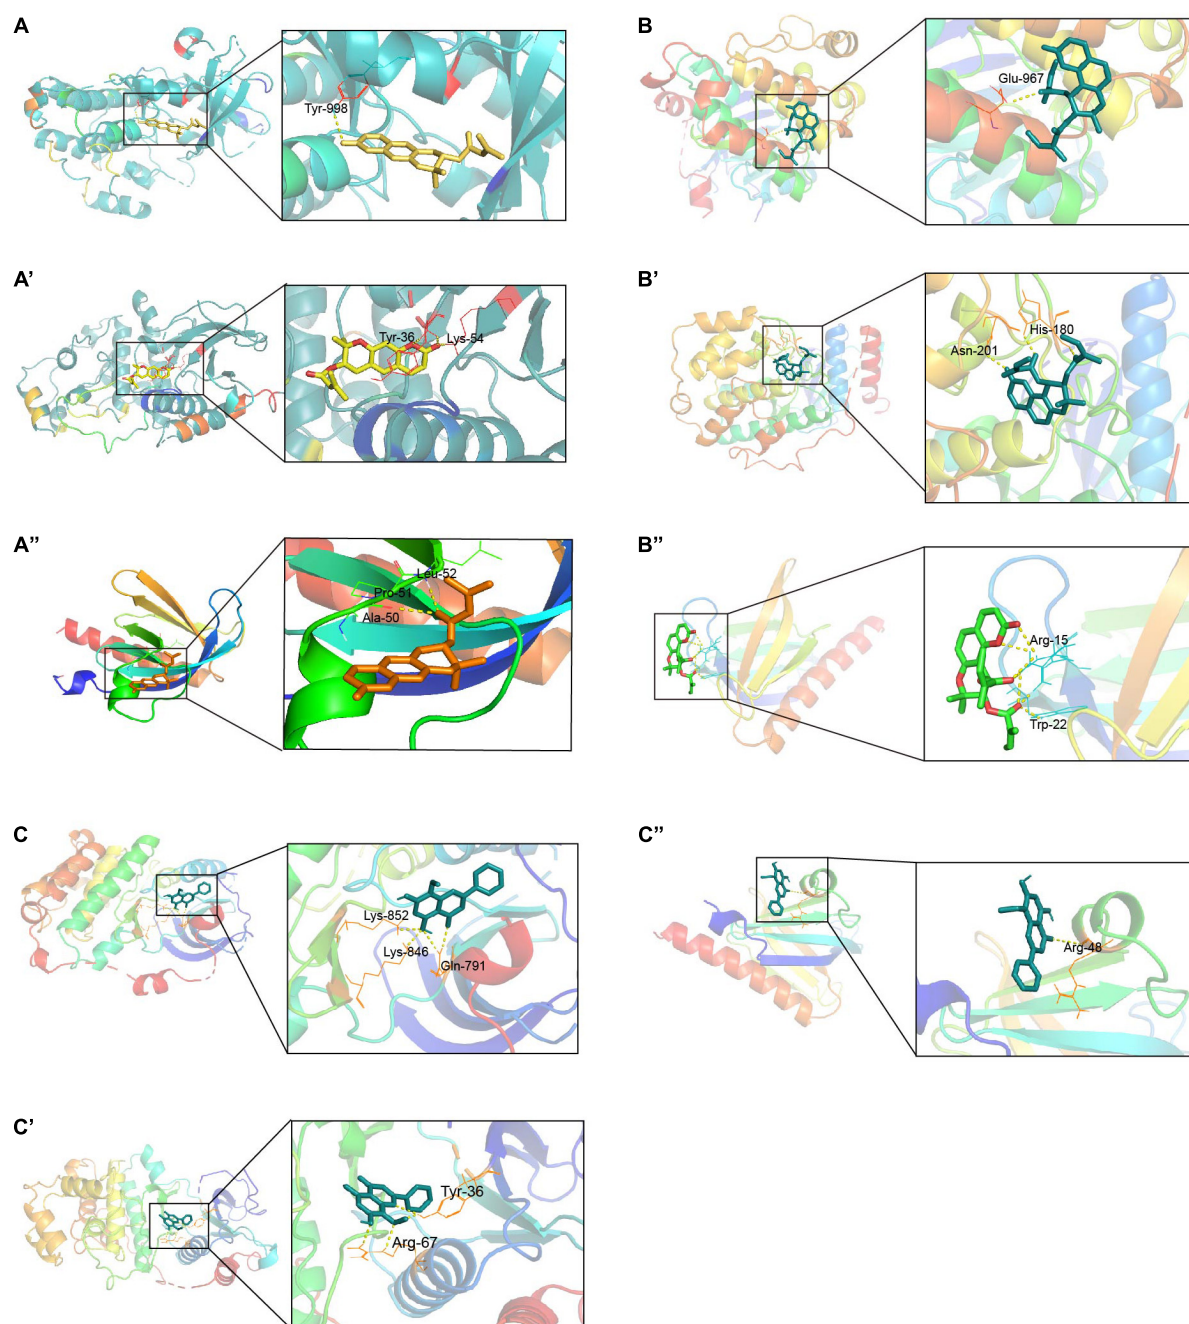 A
B
Tyr-998
Glu-967
A’
B’
Tyr-36
Lys-54
His-180
Asn-201
A’’
B’’
Leu-52
Pro-51
Ala-50
Arg-15
Trp-22
C
C’’
Lys-852
Lys-846
Gln-791
Arg-48
C’
Tyr-36
Arg-67